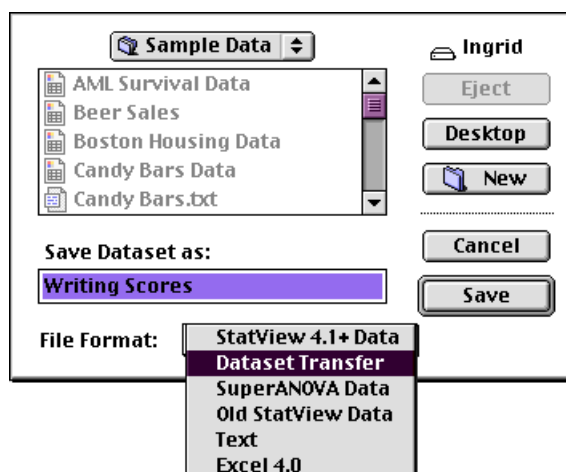 Sample Data
Ingrid
AML Survival Data
Beer Sales
Boston Housing Data
Candy Bars Data
Candy Bars.txt
Eject
Desktop
New
Save Dataset as:
Writing Scores
Cancel
Save
File Format:
StatView 4.1+ Data
Dataset Transfer
SuperANOVA Data
Old StatView Data
Text
Excel 4.0